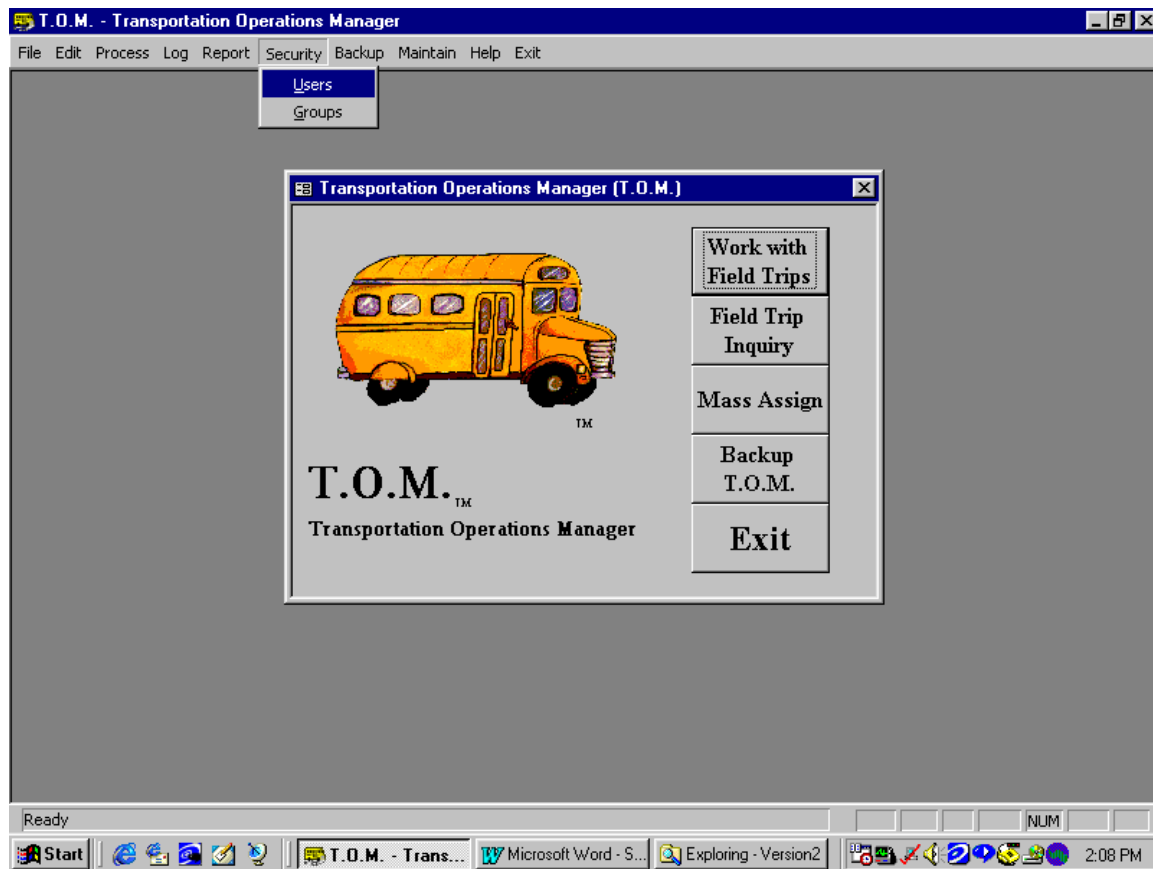 T.O.M. - Transportation Operations Manager
File Edit Process Log Report Security Backup Maintain Help Exit
Users
Groups
Transportation Operations Manager (T.O.M.)
Work with
Field Trips
Field Trip
Inquiry
Mass Assign
Backup
T.O.M.
Exit
TM
T.O.M.TM
Transportation Operations Manager
Ready NUM
Start T.O.M. - Trans... Microsoft Word - S... Exploring - Version2 2:08 PM